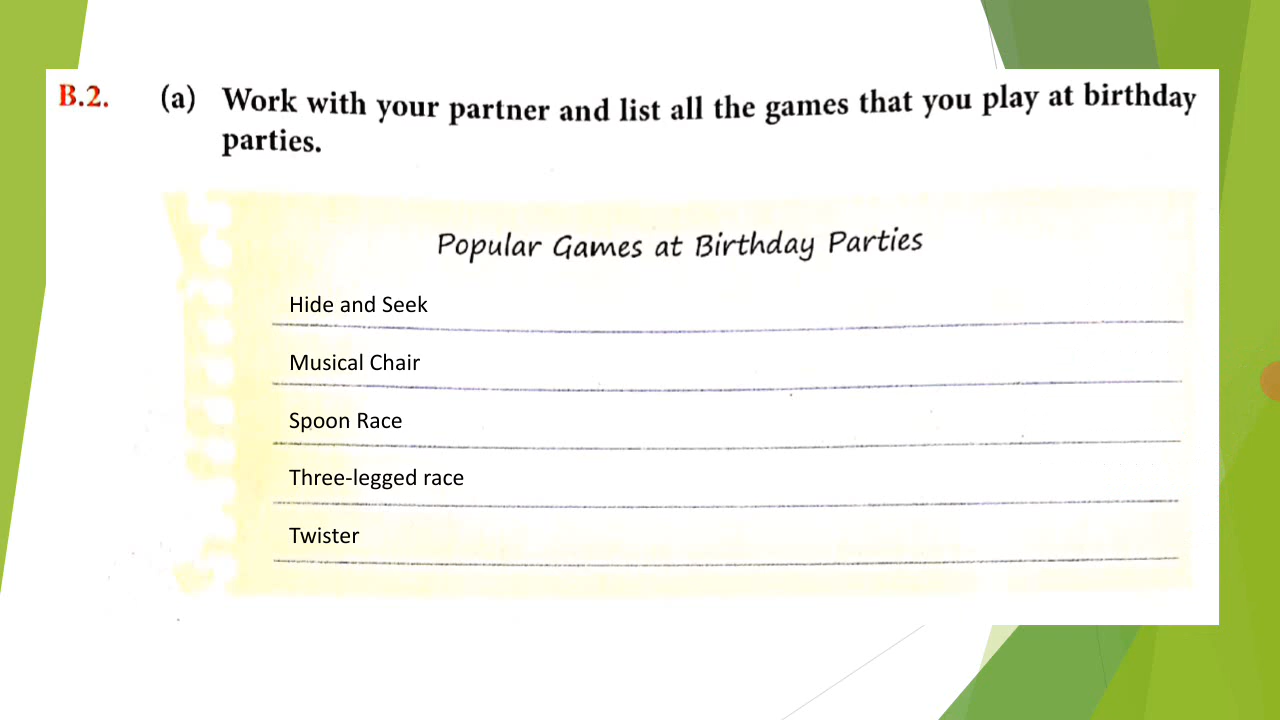 B.2. (a) Work with your partner and list all the games that you play at birthday
parties.
Popular Games at Birthday Parties
Hide and Seek
Musical Chair
Spoon Race
Three-legged race
Twister